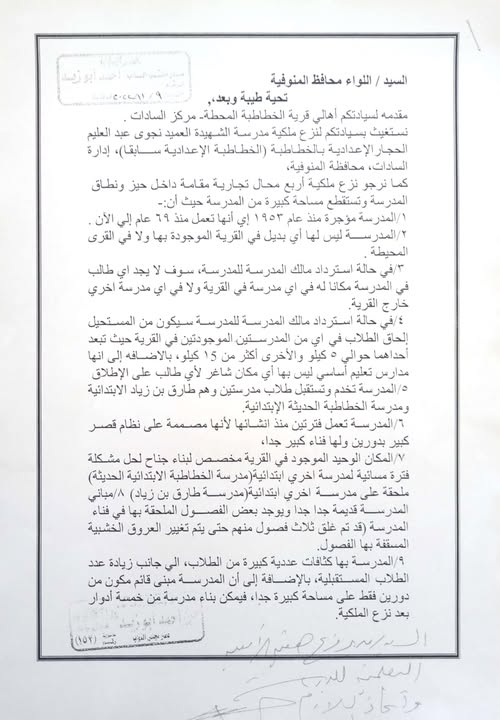 السيد / اللواء محافظ المنوفية
تحية طيبة وبعد،,
مقدمه لسيادتكم أهالي قرية الخطاطبة المحطة- مركز السادات .
نستغيث بسيادتكم لنزع ملكية مدرسة الشهيدة العميد نجوى عبد العليم
الحجار الإعدادية بالخطاطبة (الخطاطبة الإعدادية سابقا)، إدارة
السادات، محافظة المنوفية،
كما نرجو نزع ملكية أربع محال تجارية مقامة داخل حيز ونطاق
المدرسة وتستقطع مساحة كبيرة من المدرسة حيث أن:-
١/المدرسة مؤجرة منذ عام ١٩٥٣ إي أنها تعمل منذ ٦٩ عام إلي الأن .
٢/المدرسة ليس لها أي بديل في القرية الموجودة بها ولا في القرى
المحيطة .
٣/في حالة استرداد مالك المدرسة للمدرسة، سوف لا يجد اي طالب
في المدرسة مكانا له في اي مدرسة في القرية ولا في اي مدرسة اخري
خارج القرية.
٤/في حالة استرداد مالك المدرسة للمدرسة سيكون من المستحيل
إلحاق الطلاب في اي من المدرستين الموجودتين في القرية حيث تبعد
أحداهما حوالي ٥ كيلو والأخرى أكثر من 15 كيلو، بالاضافه إلى انها
مدارس تعليم أساسي ليس بها أي مكان شاغر لأي طالب على الإطلاق
٥/المدرسة تخدم وتستقبل طلاب مدرستين وهم طارق بن زياد الابتدائية
ومدرسة الخطاطبة الحديثة الإبتدائية.
٦/المدرسة تعمل فترتين منذ انشائها لأنها مصممة على نظام قصر
كبير بدورين ولها فناء كبير جدا،
٧/المكان الوحيد الموجود في القرية مخصص لبناء جناح لحل مشكلة
فترة مسائية لمدرسة اخري ابتدائية(مدرسة الخطاطبة الابتدائية الحديثة)
ملحقة على مدرسة اخري ابتدائية(مدرسة طارق بن زياد) ٨/مباني
المدرسة قديمة جدا جدا ويوجد بعض الفصول الملحقة بها في فناء
المدرسة (قد تم غلق ثلاث فصول منهم حتى يتم تغيير العروق الخشبية
المسقفة بها الفصول.
٩/المدرسة بها كثافات عددية كبيرة من الطلاب، الي جانب زيادة عدد
الطلاب المستقبلية، بالإضافة إلى أن المدرسة مبنى قائم مكون من
دورين فقط على مساحة كبيرة جدا، فيمكن بناء مدرسة من خمسة أدوار
بعد نزع الملكية.
أحمد أبو زيد
عضو مجلس النواب
(١٥٢)